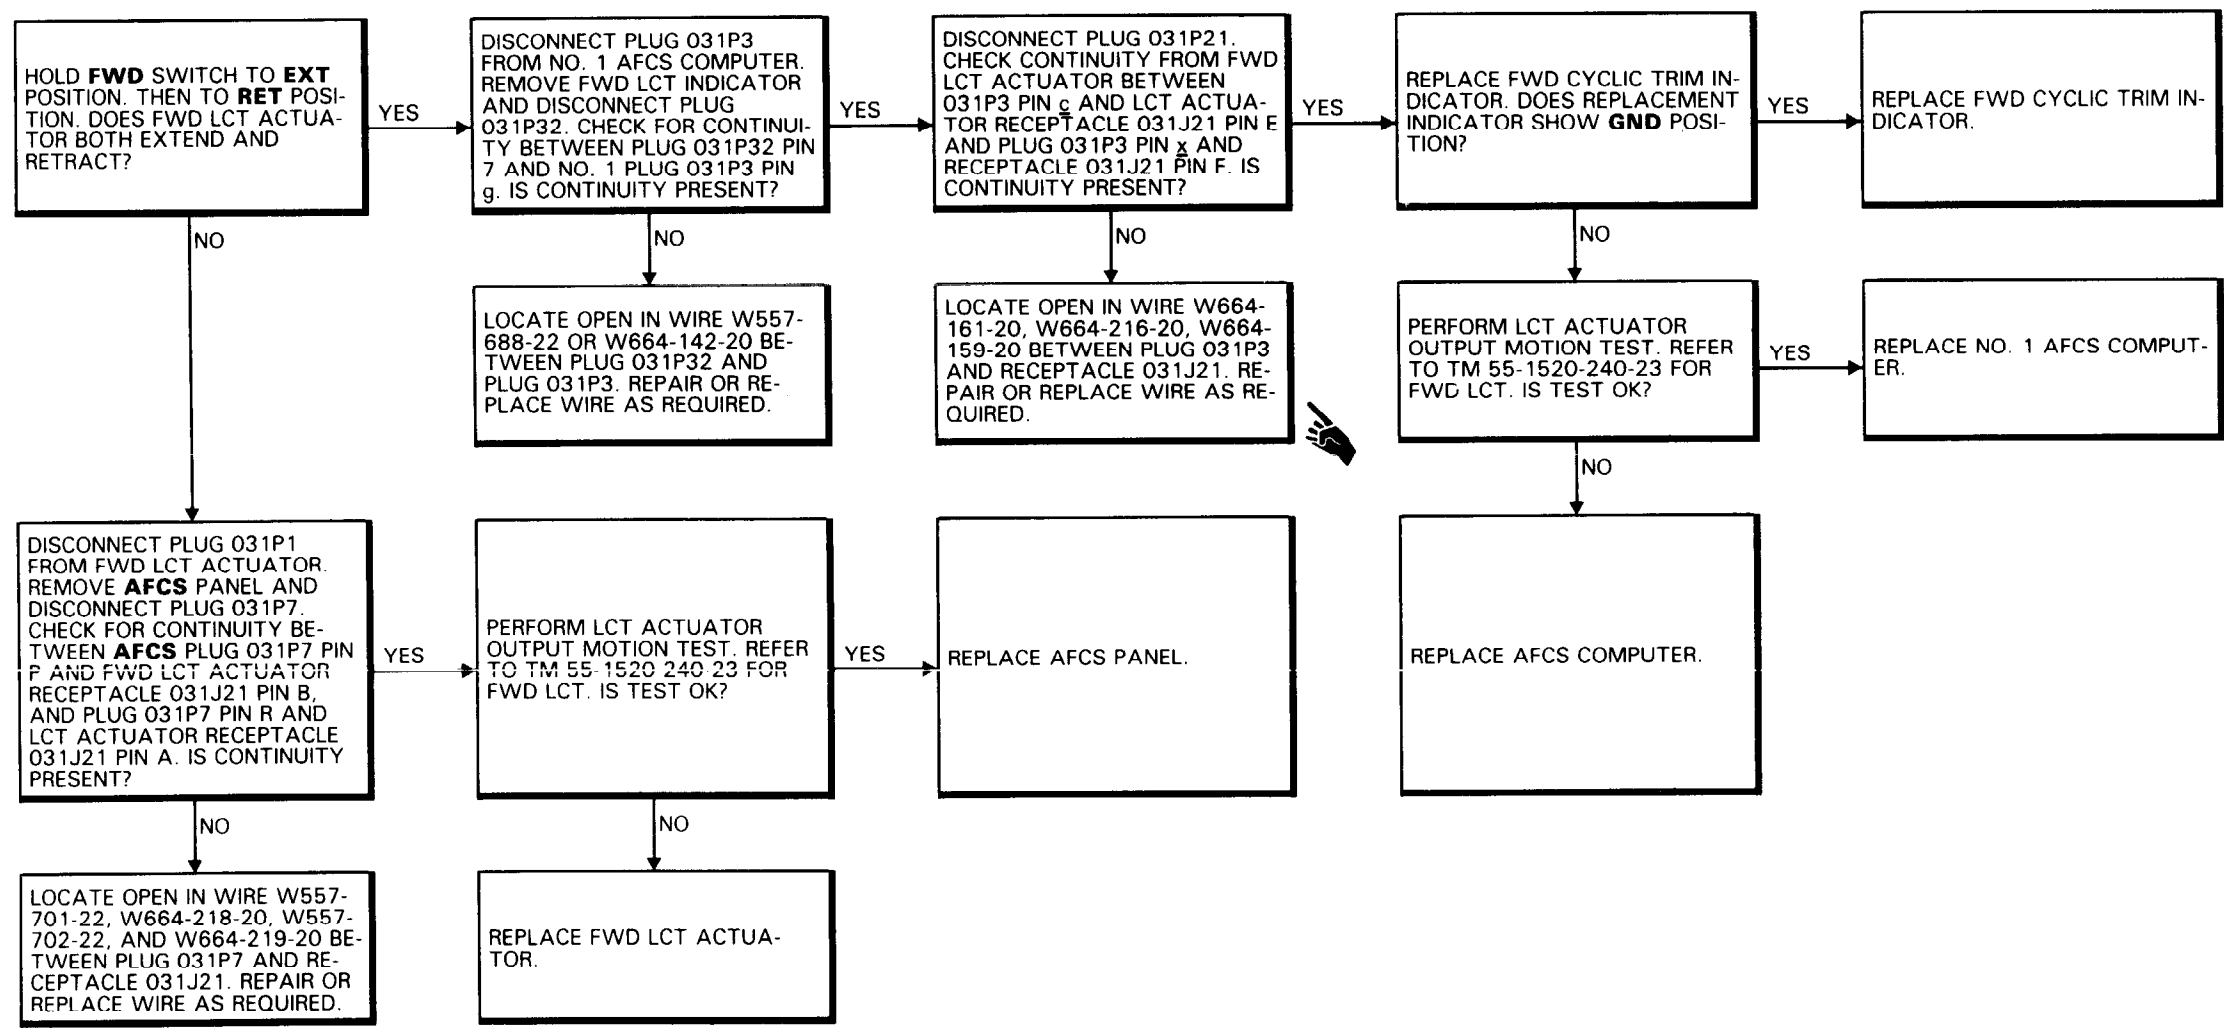 HOLD FWD SWITCH TO EXT
POSITION. THEN TO RET POSI-
TION. DOES FWD LCT ACTUA-
TOR BOTH EXTEND AND
RETRACT?
YES
NO
DISCONNECT PLUG 031P3
FROM NO. 1 AFCS COMPUTER.
REMOVE FWD LCT INDICATOR
AND DISCONNECT PLUG
031P32. CHECK FOR CONTINUI-
TY BETWEEN PLUG 031P32 PIN
7 AND NO. 1 PLUG 031P3 PIN
g. IS CONTINUITY PRESENT?
YES
NO
DISCONNECT PLUG 031P21.
CHECK CONTINUITY FROM FWD
LCT ACTUATOR BETWEEN
031P3 PIN c AND LCT ACTUA-
TOR RECEPTACLE 031J21 PIN E
AND PLUG 031P3 PIN x AND
RECEPTACLE 031J21 PIN F. IS
CONTINUITY PRESENT?
YES
NO
REPLACE FWD CYCLIC TRIM IN-
DICATOR. DOES REPLACEMENT
INDICATOR SHOW GND POSI-
TION?
YES
NO
REPLACE FWD CYCLIC TRIM IN-
DICATOR.
LOCATE OPEN IN WIRE W557-
688-22 OR W664-142-20 BE-
TWEEN PLUG 031P32 AND
PLUG 031P3. REPAIR OR RE-
PLACE WIRE AS REQUIRED.
LOCATE OPEN IN WIRE W664-
161-20, W664-216-20, W664-
159-20 BETWEEN PLUG 031P3
AND RECEPTACLE 031J21. RE-
PAIR OR REPLACE WIRE AS RE-
QUIRED.
PERFORM LCT ACTUATOR
OUTPUT MOTION TEST. REFER
TO TM 55-1520-240-23 FOR
FWD LCT. IS TEST OK?
YES
NO
REPLACE NO. 1 AFCS COMPUT-
ER.
DISCONNECT PLUG 031P1
FROM FWD LCT ACTUATOR.
REMOVE AFCS PANEL AND
DISCONNECT PLUG 031P7.
CHECK FOR CONTINUITY BE-
TWEEN AFCS PLUG 031P7 PIN
P AND FWD LCT ACTUATOR
RECEPTACLE 031J21 PIN B,
AND PLUG 031P7 PIN R AND
LCT ACTUATOR RECEPTACLE
031J21 PIN A. IS CONTINUITY
PRESENT?
YES
NO
PERFORM LCT ACTUATOR
OUTPUT MOTION TEST. REFER
TO TM 55-1520-240-23 FOR
FWD LCT. IS TEST OK?
YES
NO
REPLACE AFCS PANEL.
REPLACE AFCS COMPUTER.
LOCATE OPEN IN WIRE W557-
701-22, W664-218-20, W557-
702-22, AND W664-219-20 BE-
TWEEN PLUG 031P7 AND RE-
CEPTACLE 031J21. REPAIR OR
REPLACE WIRE AS REQUIRED.
REPLACE FWD LCT ACTUA-
TOR.